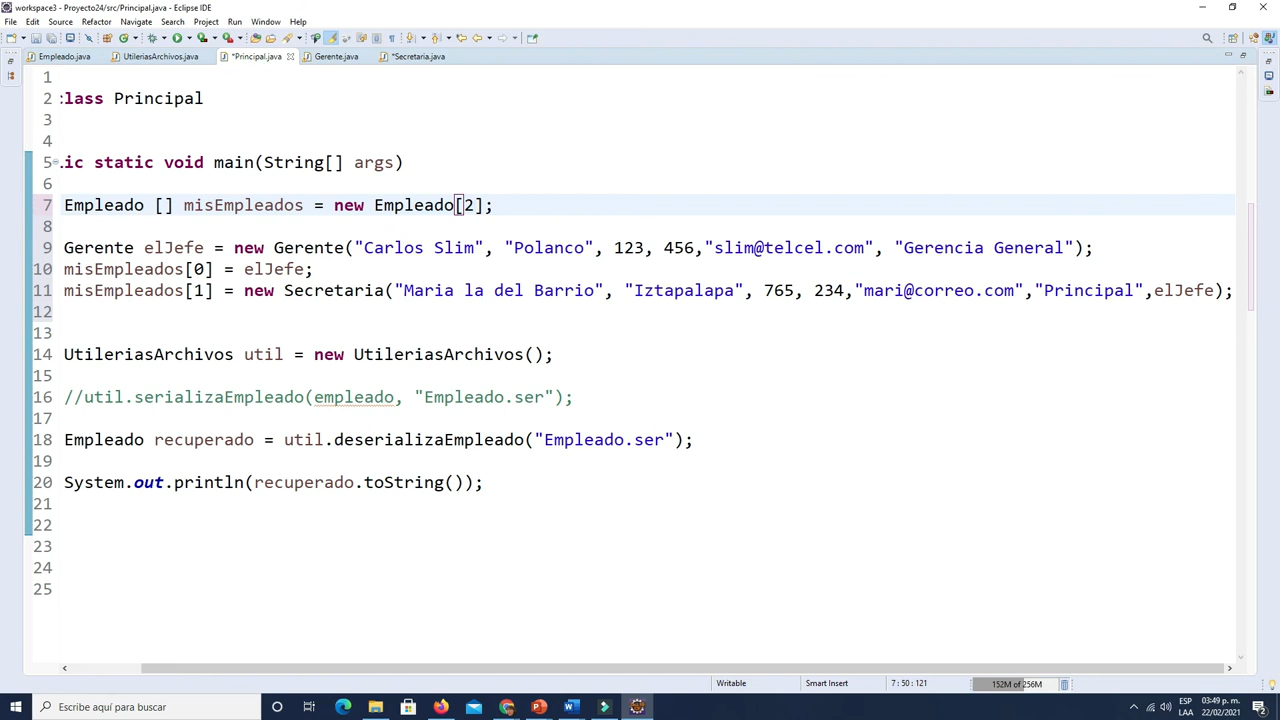 workspace3 - Proyecto24/src/Principal.java - Eclipse IDE
File Edit Source Refactor Navigate Search Project Run Window Help
Empleado.java UtileriasArchivos.java *Principal.java Gerente.java *Secretaria.java
1
2 :lass Principal
3
4
5 .ic static void main(String[] args)
6
7 Empleado [] misEmpleados = new Empleado[2];
8
9 Gerente elJefe = new Gerente("Carlos Slim", "Polanco", 123, 456,"slim@telcel.com", "Gerencia General");
10 misEmpleados[0] = elJefe;
11 misEmpleados[1] = new Secretaria("Maria la del Barrio", "Iztapalapa", 765, 234,"mari@correo.com","Principal",elJefe);
12
13
14 UtileriasArchivos util = new UtileriasArchivos();
15
16 //util.serializaEmpleado(empleado, "Empleado.ser");
17
18 Empleado recuperado = util.deserializaEmpleado("Empleado.ser");
19
20 System.out.println(recuperado.toString());
21
22
23
24
25
Writable Smart Insert 7 : 50 : 121 152M of 256M
Escribe aquí para buscar ESP 03:49 p. m.
LAA 22/02/2021 2